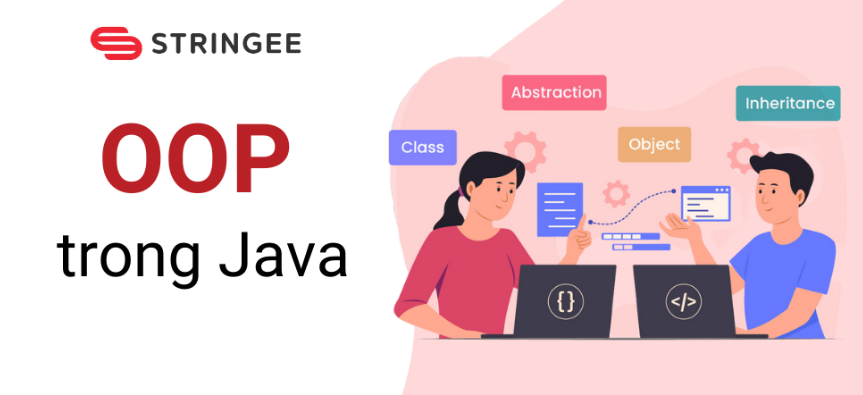 STRINGEE
OOP
trong Java
Abstraction
Inheritance
Class
Object
{}
</>